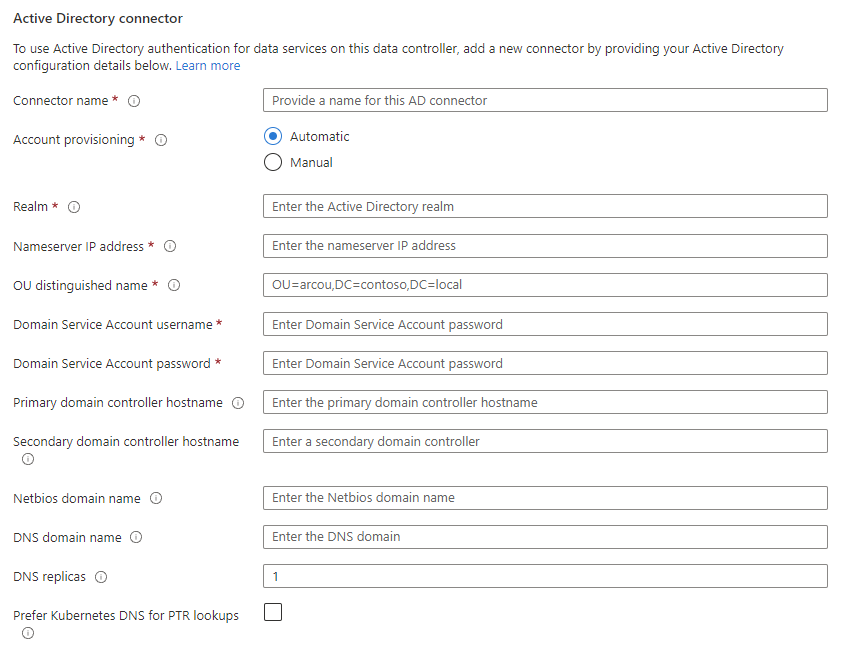 Active Directory connector
To use Active Directory authentication for data services on this data controller, add a new connector by providing your Active Directory
configuration details below. Learn more
Connector name *
Provide a name for this AD connector
Account provisioning *
Automatic
Manual
Realm *
Enter the Active Directory realm
Nameserver IP address *
Enter the nameserver IP address
OU distinguished name *
OU=arcou,DC=contoso,DC=local
Domain Service Account username *
Enter Domain Service Account password
Domain Service Account password *
Enter Domain Service Account password
Primary domain controller hostname
Enter the primary domain controller hostname
Secondary domain controller hostname
Enter a secondary domain controller
Netbios domain name
Enter the Netbios domain name
DNS domain name
Enter the DNS domain
DNS replicas
1
Prefer Kubernetes DNS for PTR lookups